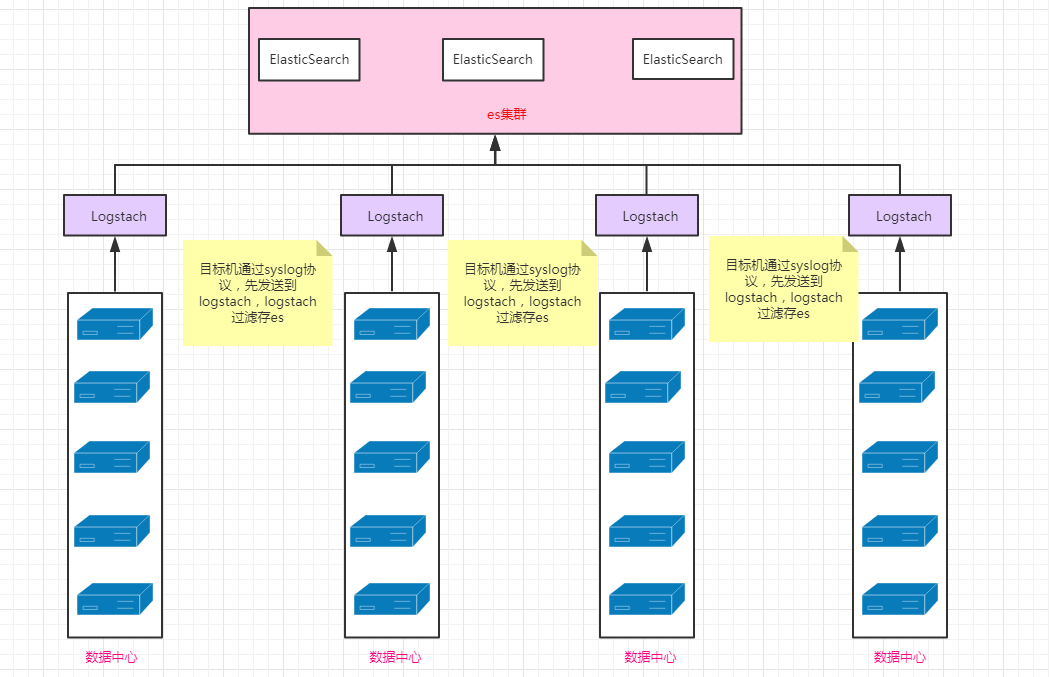 ElasticSearch
ElasticSearch
ElasticSearch
es集群
Logstach
Logstach
Logstach
Logstach
目标机通过syslog协
议，先发送到
logstach，logstach
过滤存es
目标机通过syslog协
议，先发送到
logstach，logstach
过滤存es
目标机通过syslog协
议，先发送到
logstach，logstach
过滤存es
数据中心
数据中心
数据中心
数据中心